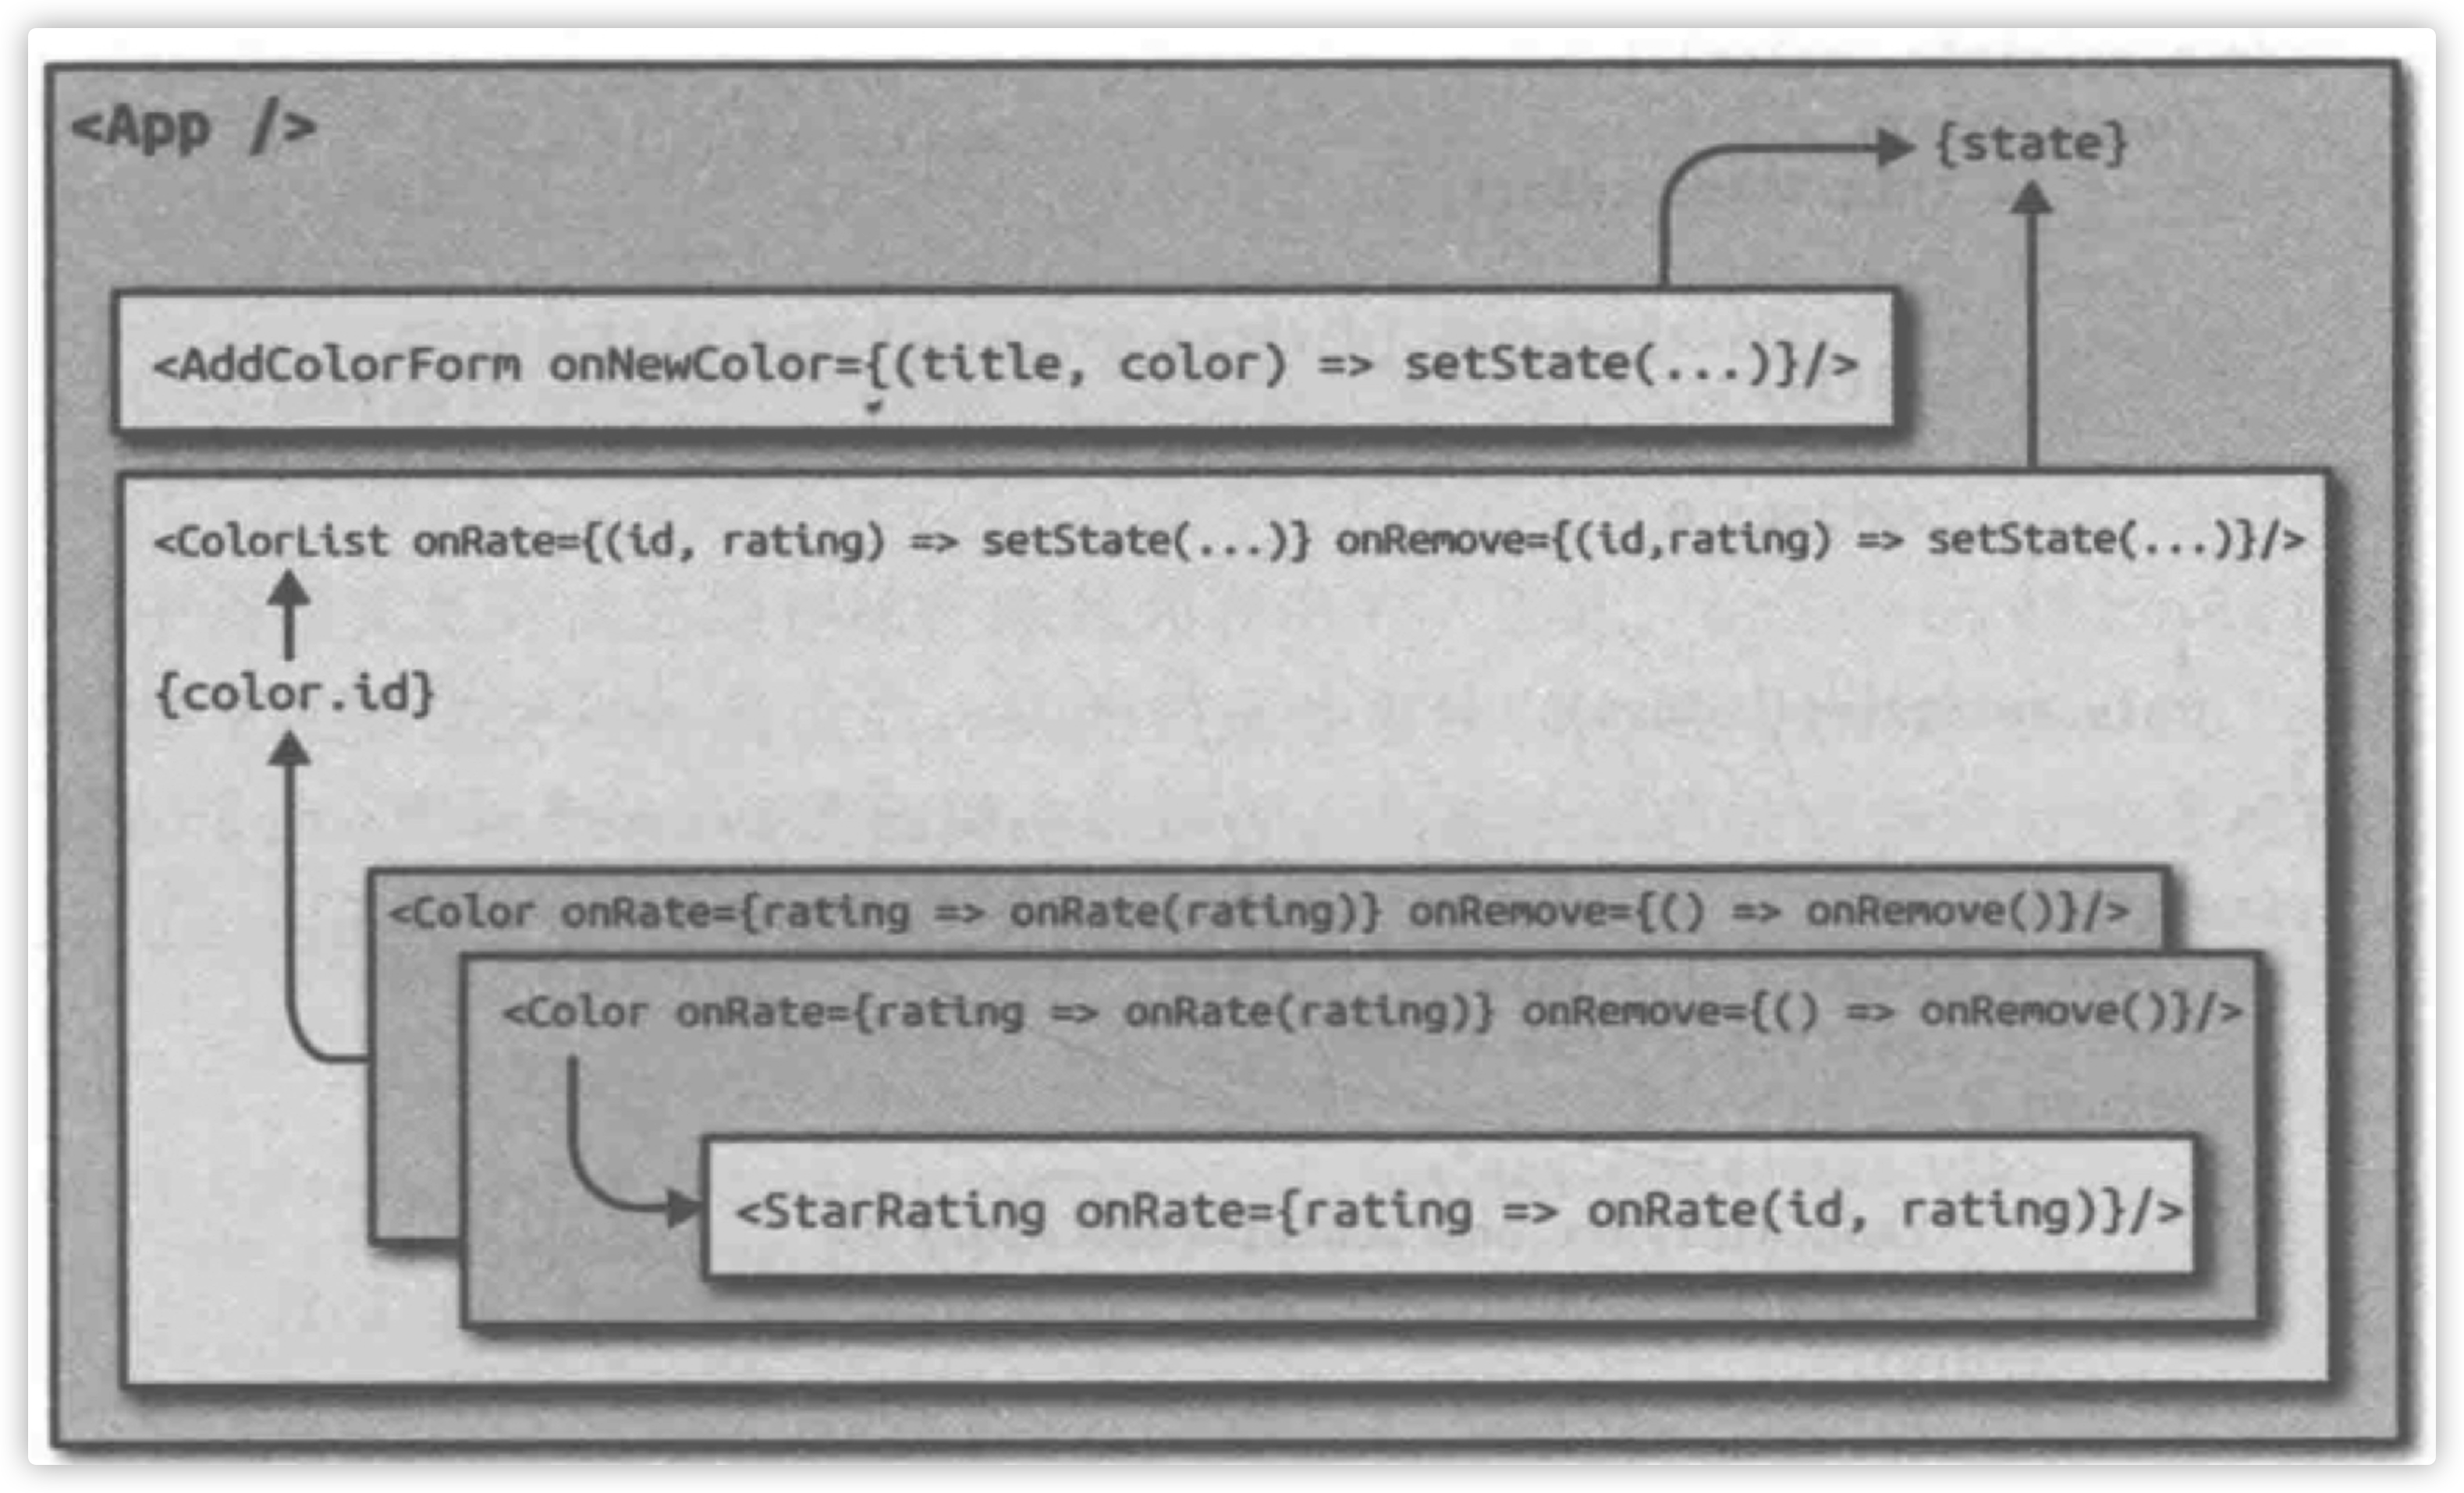 <App />
{state}
<AddColorForm onNewColor={(title, color) => setState(...)}/>
<ColorList onRate={(id, rating) => setState(...)} onRemove={(id,rating) => setState(...)}/>
{color.id}
<Color onRate={rating => onRate(rating)} onRemove={() => onRemove()}/>
<Color onRate={rating => onRate(rating)} onRemove={() => onRemove()}/>
<StarRating onRate={rating => onRate(id, rating)}/>